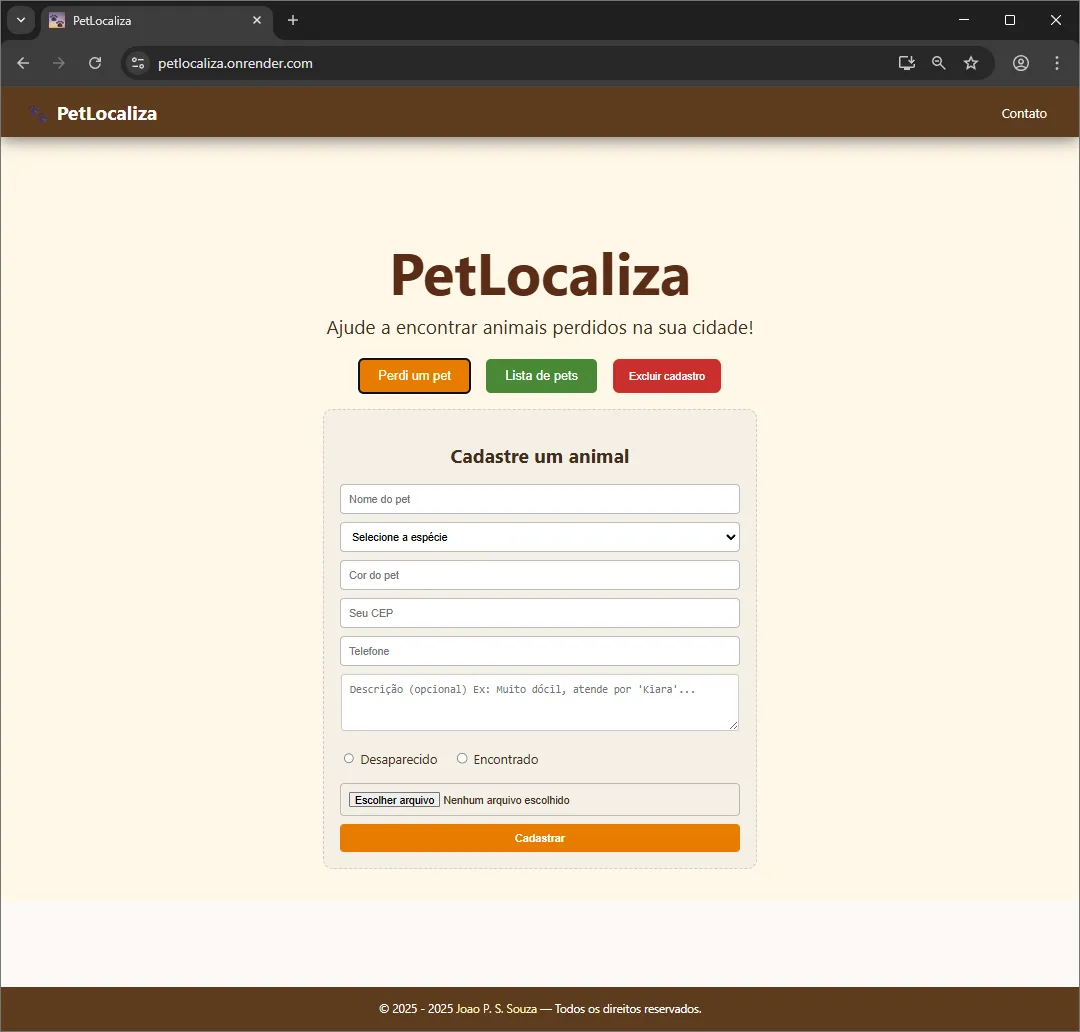 PetLocaliza
petlocaliza.onrender.com
PetLocaliza
Contato
PetLocaliza
Ajude a encontrar animais perdidos na sua cidade!
Perdi um pet
Lista de pets
Excluir cadastro
Cadastre um animal
Nome do pet
Selecione a espécie
Cor do pet
Seu CEP
Telefone
Descrição (opcional) Ex: Muito dócil, atende por 'Kiara'...
Desaparecido
Encontrado
Escolher arquivo Nenhum arquivo escolhido
Cadastrar
© 2025 - 2025 Joao P. S. Souza — Todos os direitos reservados.